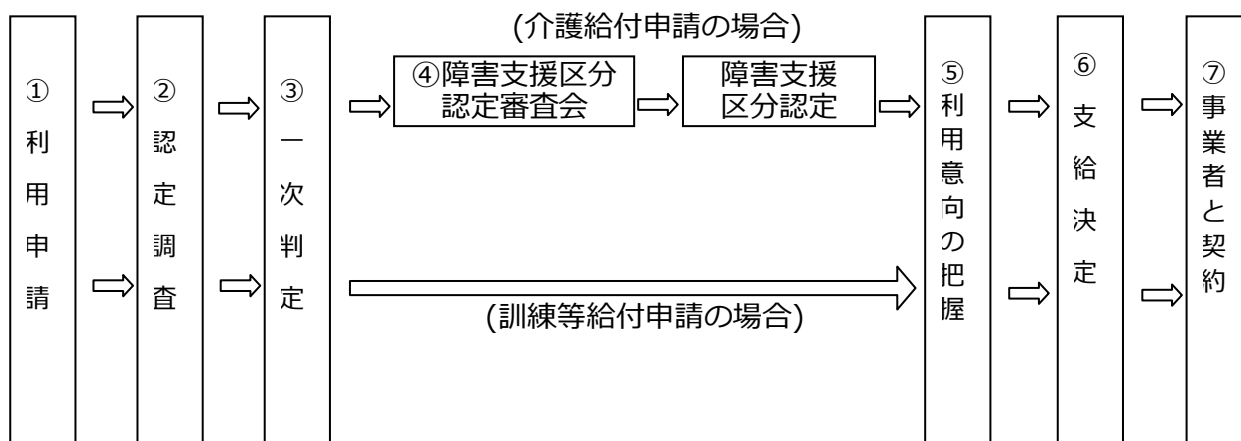 (介護給付申請の場合)
①利用申請
②認定調査
③一次判定
④障害支援区分
認定審査会
障害支援
区分認定
⑤利用意向の把握
⑥支給決定
⑦事業者と契約
(訓練等給付申請の場合)